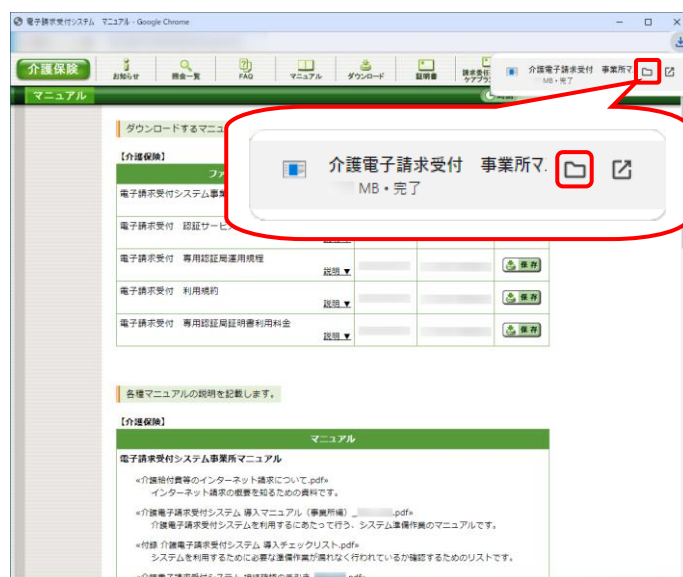 電子請求受付システム マニュアル - Google Chrome
介護保険
お知らせ
照会一覧
FAQ
マニュアル
ダウンロード
証明書
介護電子請求受付 事業所マ
MB・完了
マニュアル
ダウンロードするマニュ
介護電子請求受付 事業所マ.
MB・完了
【介護保険】
ファ
電子請求受付システム事業
電子請求受付 認証サービ
電子請求受付 専用認証局運用規程
説明▼
保存
電子請求受付 利用規約
説明▼
保存
電子請求受付 専用認証局証明書利用料金
説明▼
保存
各種マニュアルの説明を記載します。
【介護保険】
マニュアル
電子請求受付システム事業所マニュアル
«介護給付費等のインターネット請求について.pdf»
インターネット請求の概要を知るための資料です。
«介護電子請求受付システム 導入マニュアル（事業所編）_ .pdf»
介護電子請求受付システムを利用するにあたって行う、システム準備作業のマニュアルです。
«付録 介護電子請求受付システム 導入チェックリスト.pdf»
システムを利用するために必要な準備作業が漏れなく行われているか確認するためのリストです。